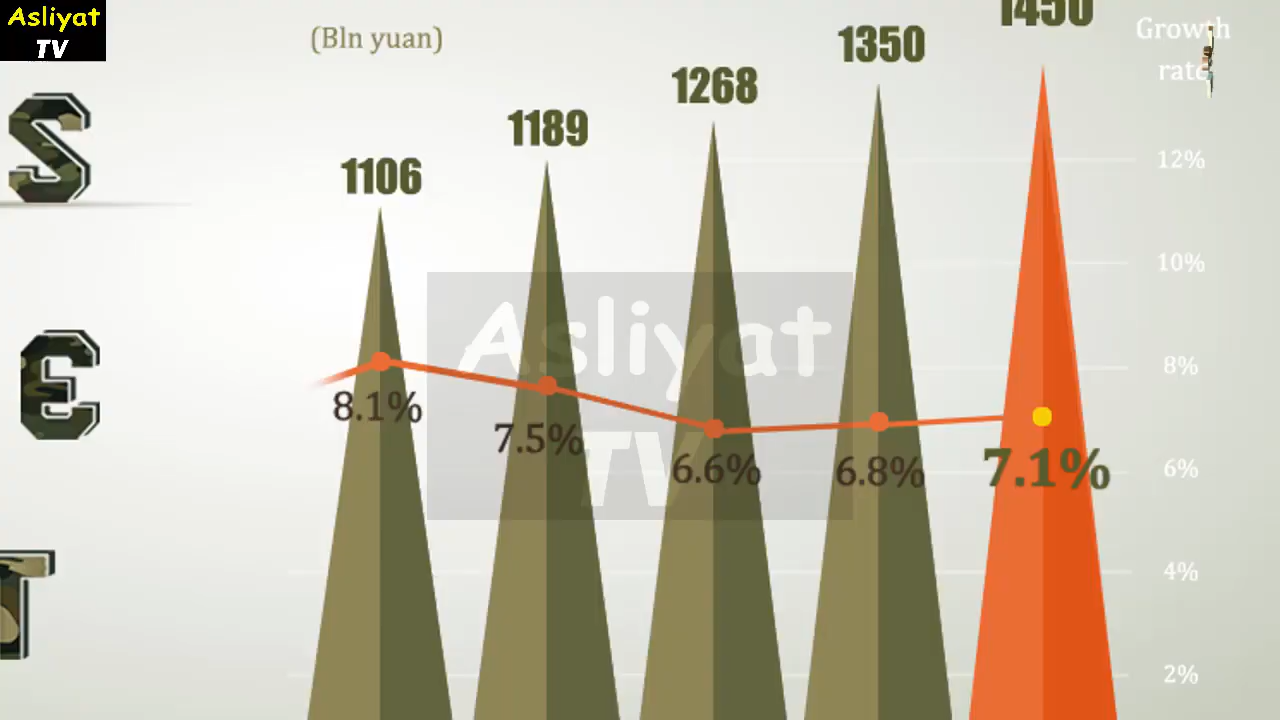 Asliyat
TV
(Bln yuan)
1450
Growth
rate
1350
1268
1189
1106
S
12%
10%
Asliyat
TV
8%
8.1%
7.5%
6.6%
6.8%
7.1%
6%
4%
T
2%